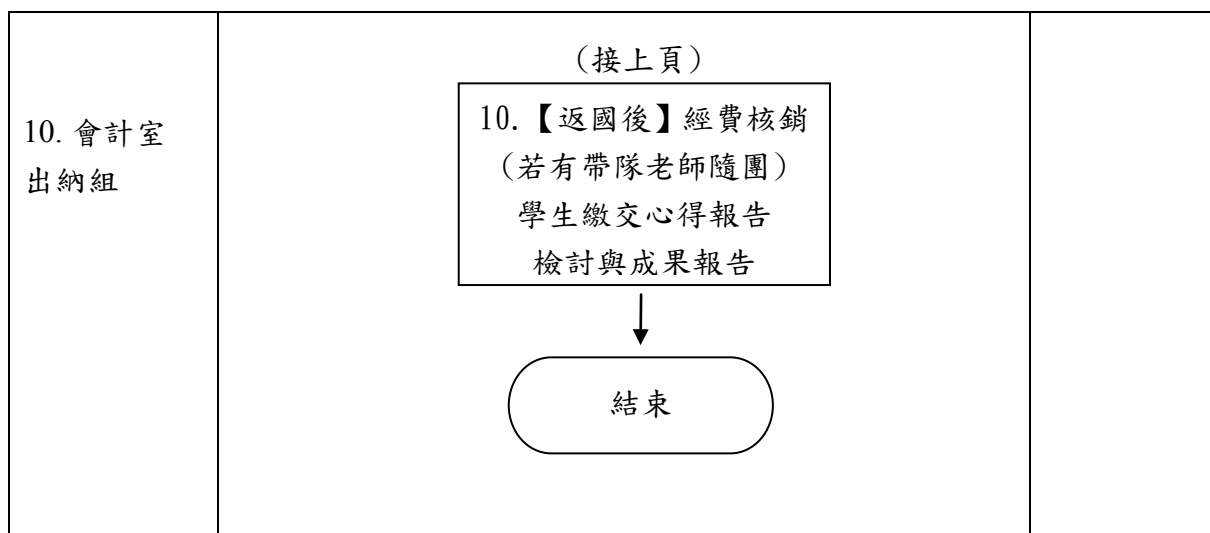 10. 會計室
出納組
（接上頁）
10.【返國後】經費核銷
（若有帶隊老師隨團）
學生繳交心得報告
檢討與成果報告
結束